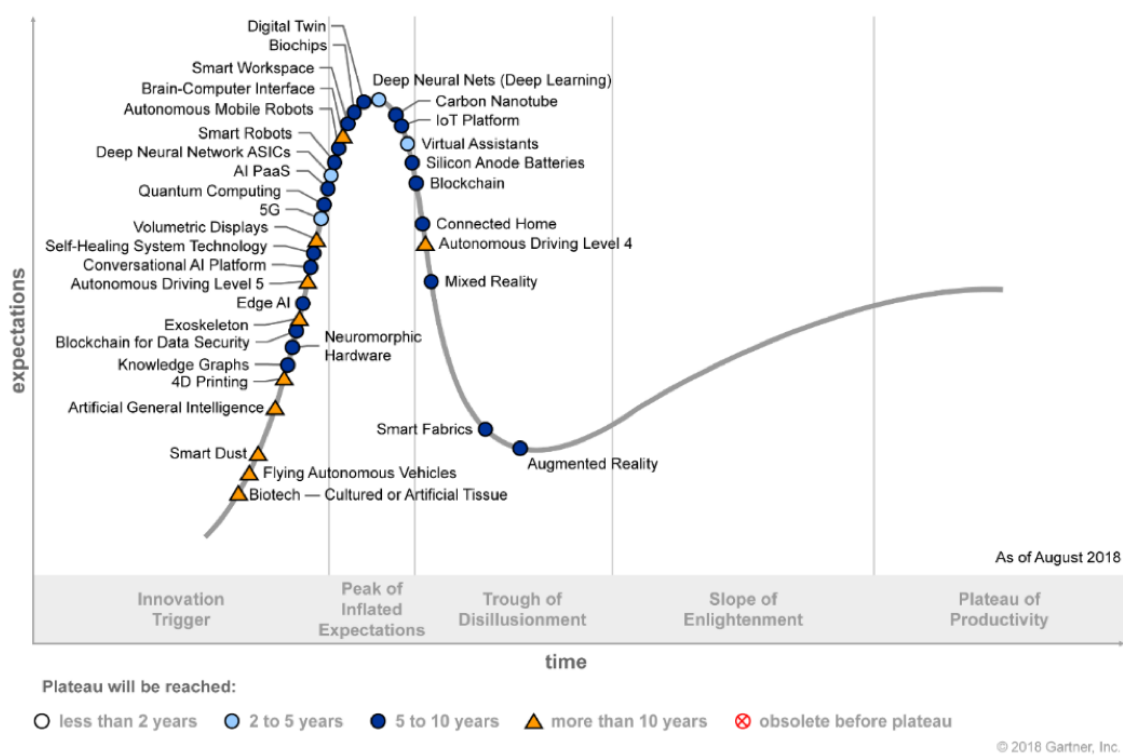 Digital Twin
Biochips
Smart Workspace
Brain-Computer Interface
Autonomous Mobile Robots
Smart Robots
Deep Neural Network ASICs
AI PaaS
Quantum Computing
5G
Volumetric Displays
Self-Healing System Technology
Conversational AI Platform
Autonomous Driving Level 5
Edge AI
Exoskeleton
Blockchain for Data Security
Neuromorphic
Hardware
Knowledge Graphs
4D Printing
Artificial General Intelligence
Smart Dust
Flying Autonomous Vehicles
Biotech — Cultured or Artificial Tissue
Deep Neural Nets (Deep Learning)
Carbon Nanotube
IoT Platform
Virtual Assistants
Silicon Anode Batteries
Blockchain
Connected Home
Autonomous Driving Level 4
Mixed Reality
Smart Fabrics
Augmented Reality
expectations
As of August 2018
Innovation
Trigger
Peak of
Inflated
Expectations
Trough of
Disillusionment
Slope of
Enlightenment
Plateau of
Productivity
time
Plateau will be reached:
less than 2 years
2 to 5 years
5 to 10 years
more than 10 years
obsolete before plateau
© 2018 Gartner, Inc.